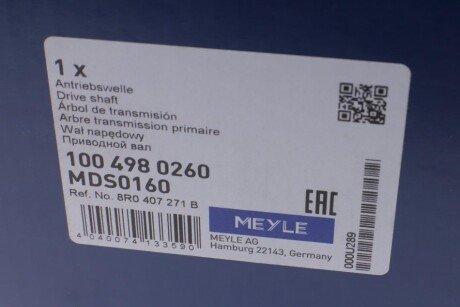 1 x
Antriebswelle
Drive shaft
Árbol de transmisión
Arbre transmission primaire
Wał napędowy
Приводной вал
100 498 0260
MDS0160
Ref. No. 8R0 407 271 B
4 040074 133590
EAC
MEYLE
MEYLE AG
Hamburg 22143, Germany
000U289